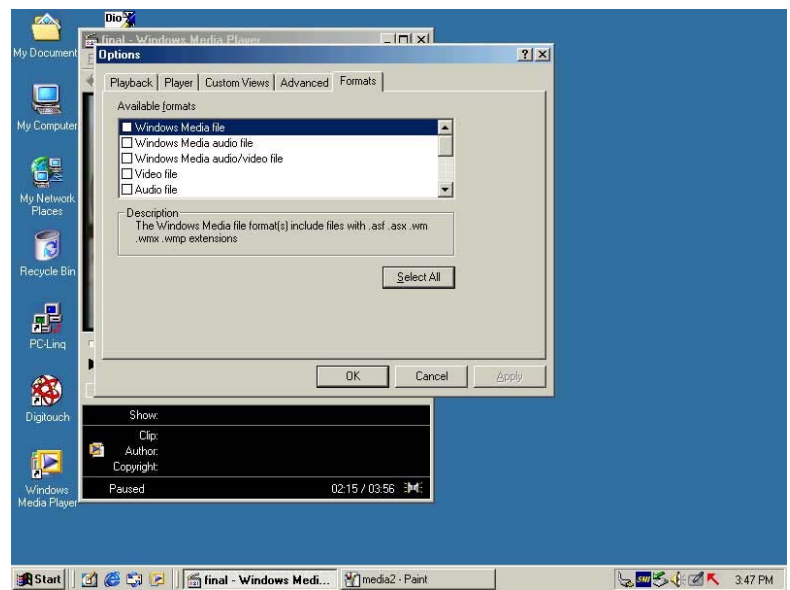 Dio
My Document
final - Windows Media Player
Options
Playback
Player
Custom Views
Advanced
Formats
Available formats
Windows Media file
Windows Media audio file
Windows Media audio/video file
Video file
Audio file
Description
The Windows Media file format(s) include files with .asf .asx .wm
.wmx .wmp extensions
Select All
OK
Cancel
Apply
My Computer
My Network
Places
Recycle Bin
PC-Linq
Digitouch
Windows
Media Player
Show:
Clip:
Author:
Copyright:
Paused
02:15 / 03:56
Start
final - Windows Medi...
media2 - Paint
3:47 PM